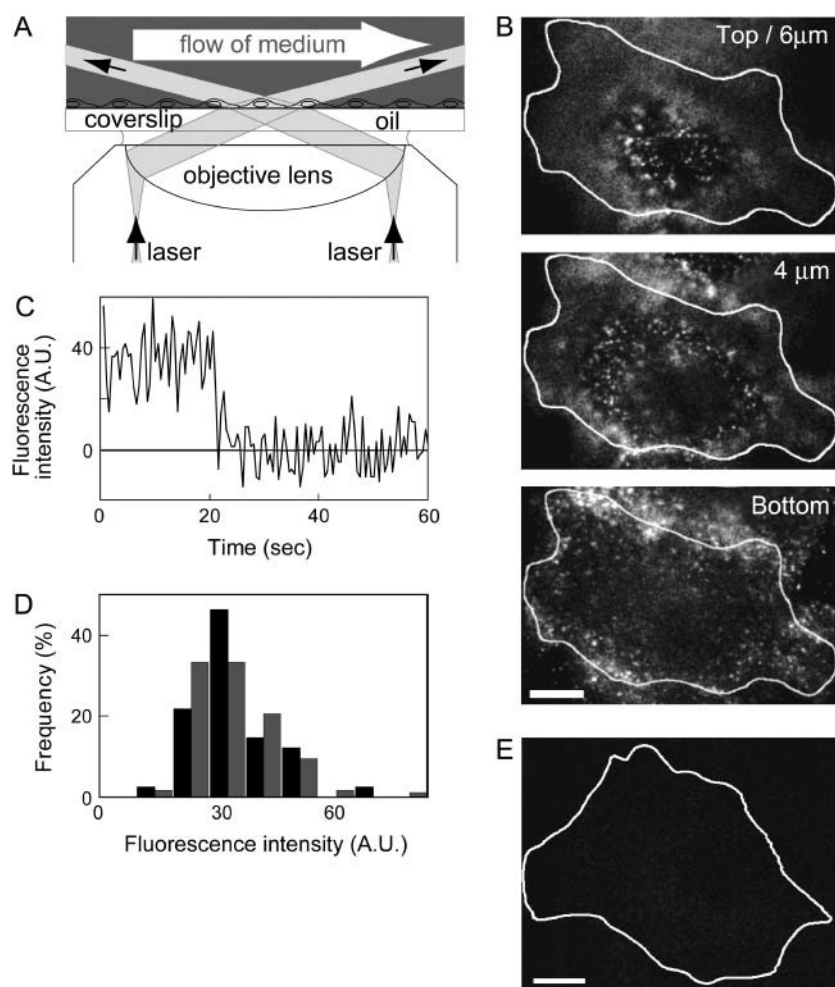 A
flow of medium
coverslip
oil
objective lens
laser
laser
B
Top / 6μm
4 μm
Bottom
C
Fluorescence
intensity (A.U.)
40
0
0
20
40
60
Time (sec)
D
Frequency (%)
40
20
0
0
30
60
Fluorescence intensity (A.U.)
E